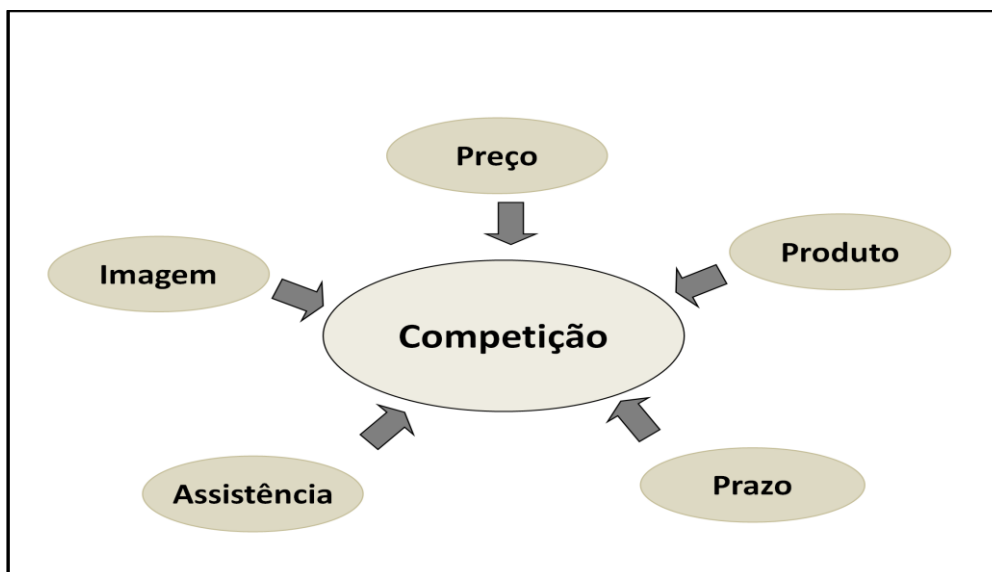 Preço
Produto
Imagem
Competição
Assistência
Prazo